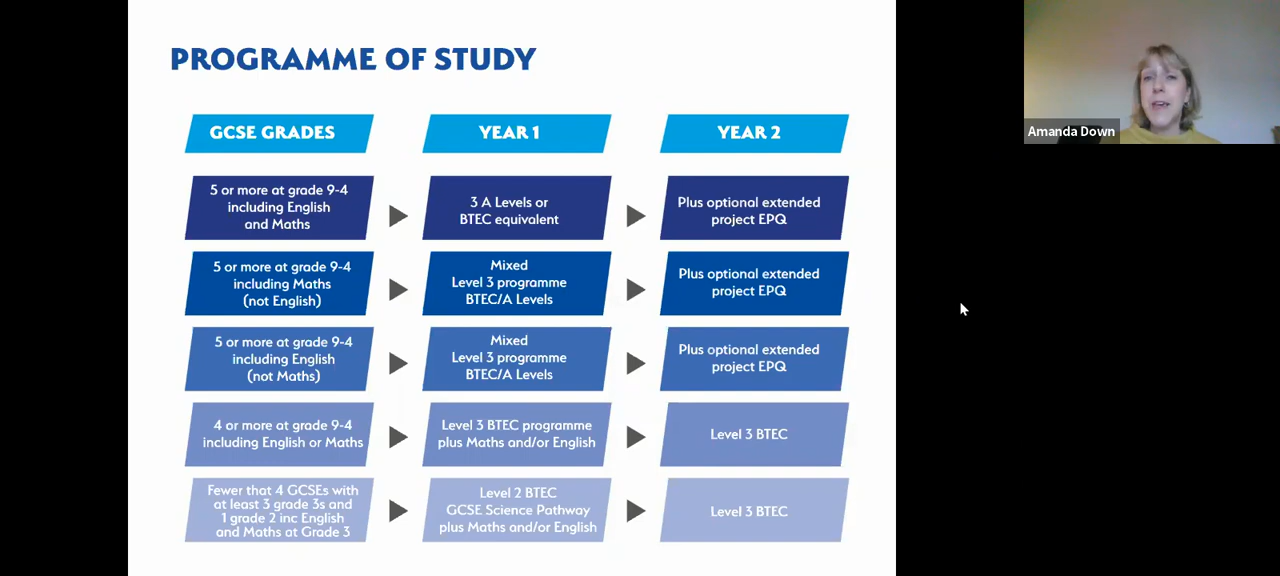 PROGRAMME OF STUDY
GCSE GRADES
YEAR 1
YEAR 2
5 or more at grade 9-4
including English
and Maths
3 A Levels or
BTEC equivalent
Plus optional extended
project EPQ
5 or more at grade 9-4
including Maths
(not English)
Mixed
Level 3 programme
BTEC/A Levels
Plus optional extended
project EPQ
5 or more at grade 9-4
including English
(not Maths)
Mixed
Level 3 programme
BTEC/A Levels
Plus optional extended
project EPQ
4 or more at grade 9-4
including English or Maths
Level 3 BTEC programme
plus Maths and/or English
Level 3 BTEC
Fewer that 4 GCSEs with
at least 3 grade 3s and
1 grade 2 inc English
and Maths at Grade 3
Level 2 BTEC
GCSE Science Pathway
plus Maths and/or English
Level 3 BTEC
Amanda Down